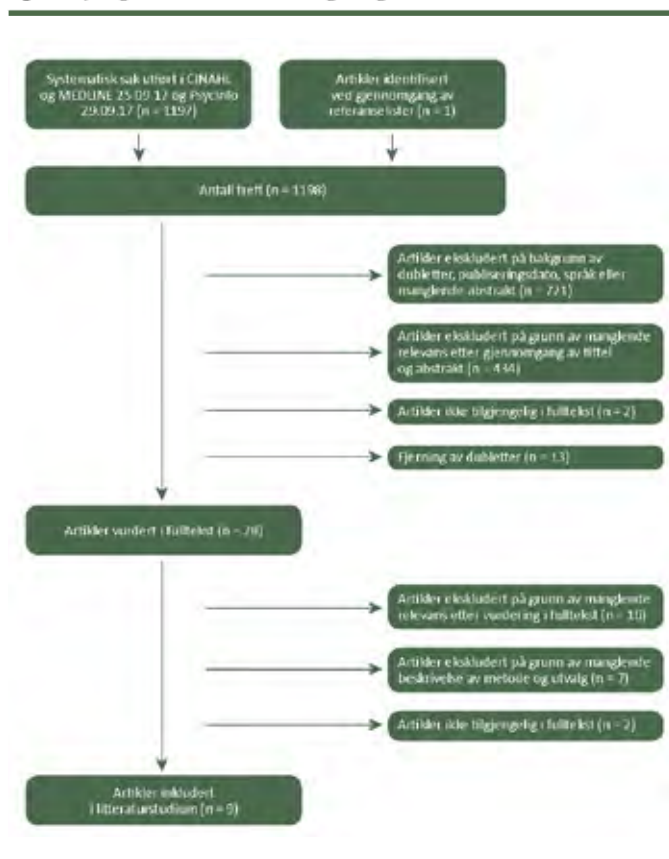 Systematisk søk utført i CINAHL
og MEDLINE 25.09.17 og PsycInfo
29.09.17 (n = 1197)
Artikler identifisert
ved gjennomgang av
referanselister (n = 1)
Antall treff (n = 1198)
Artikler ekskludert på bakgrunn av
dubletter, publiseringsdato, språk eller
manglende abstrakt (n = 721)
Artikler ekskludert på grunn av manglende
relevans etter gjennomgang av tittel
og abstrakt (n = 434)
Artikler ikke tilgjengelig i fulltekst (n = 2)
Fjerning av dubletter (n = 13)
Artikler vurdert i fulltekst (n = 28)
Artikler ekskludert på grunn av manglende
relevans etter vurdering i fulltekst (n = 10)
Artikler ekskludert på grunn av manglende
beskrivelse av metode og utvalg (n = 7)
Artikler ikke tilgjengelig i fulltekst (n = 2)
Artikler inkludert
i litteraturstudium (n = 9)